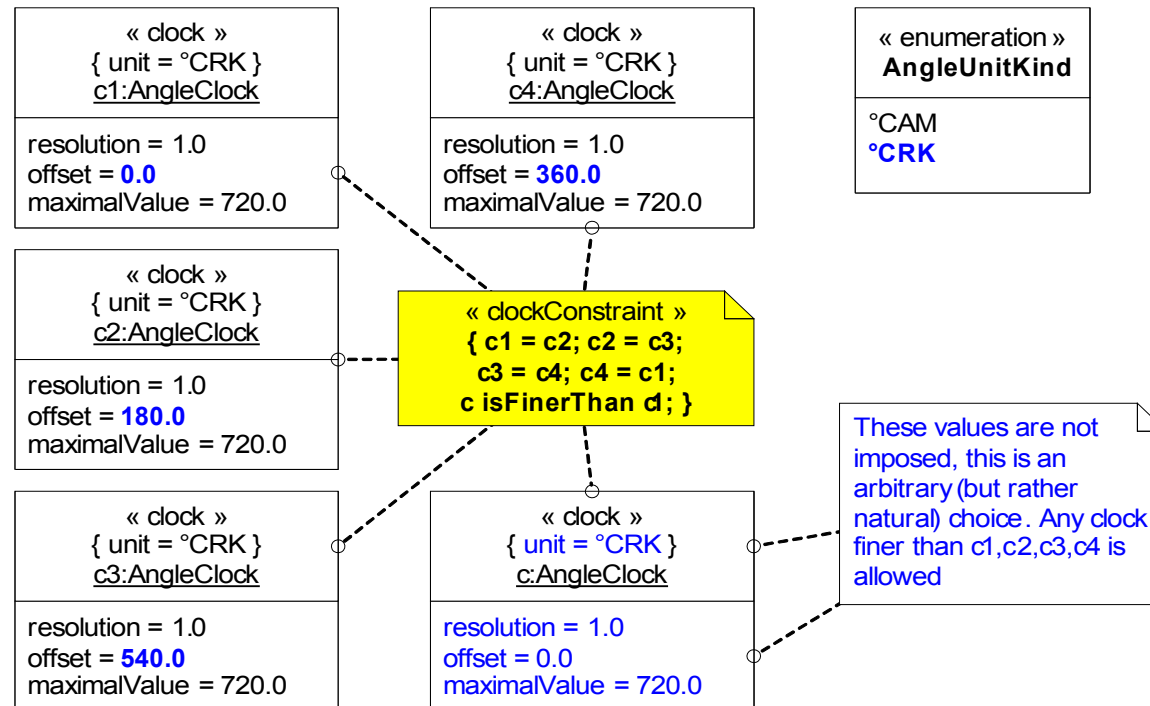 « clock »
{ unit = °CRK }
c1:AngleClock
resolution = 1.0
offset = 0.0
maximalValue = 720.0
« clock »
{ unit = °CRK }
c4:AngleClock
resolution = 1.0
offset = 360.0
maximalValue = 720.0
« enumeration »
AngleUnitKind
°CAM
°CRK
« clock »
{ unit = °CRK }
c2:AngleClock
resolution = 1.0
offset = 180.0
maximalValue = 720.0
« clockConstraint »
{ c1 = c2; c2 = c3;
c3 = c4; c4 = c1;
c isFinerThan c1; }
« clock »
{ unit = °CRK }
c3:AngleClock
resolution = 1.0
offset = 540.0
maximalValue = 720.0
« clock »
{ unit = °CRK }
c:AngleClock
resolution = 1.0
offset = 0.0
maximalValue = 720.0
These values are not
imposed, this is an
arbitrary (but rather
natural) choice. Any clock
finer than c1,c2,c3,c4 is
allowed